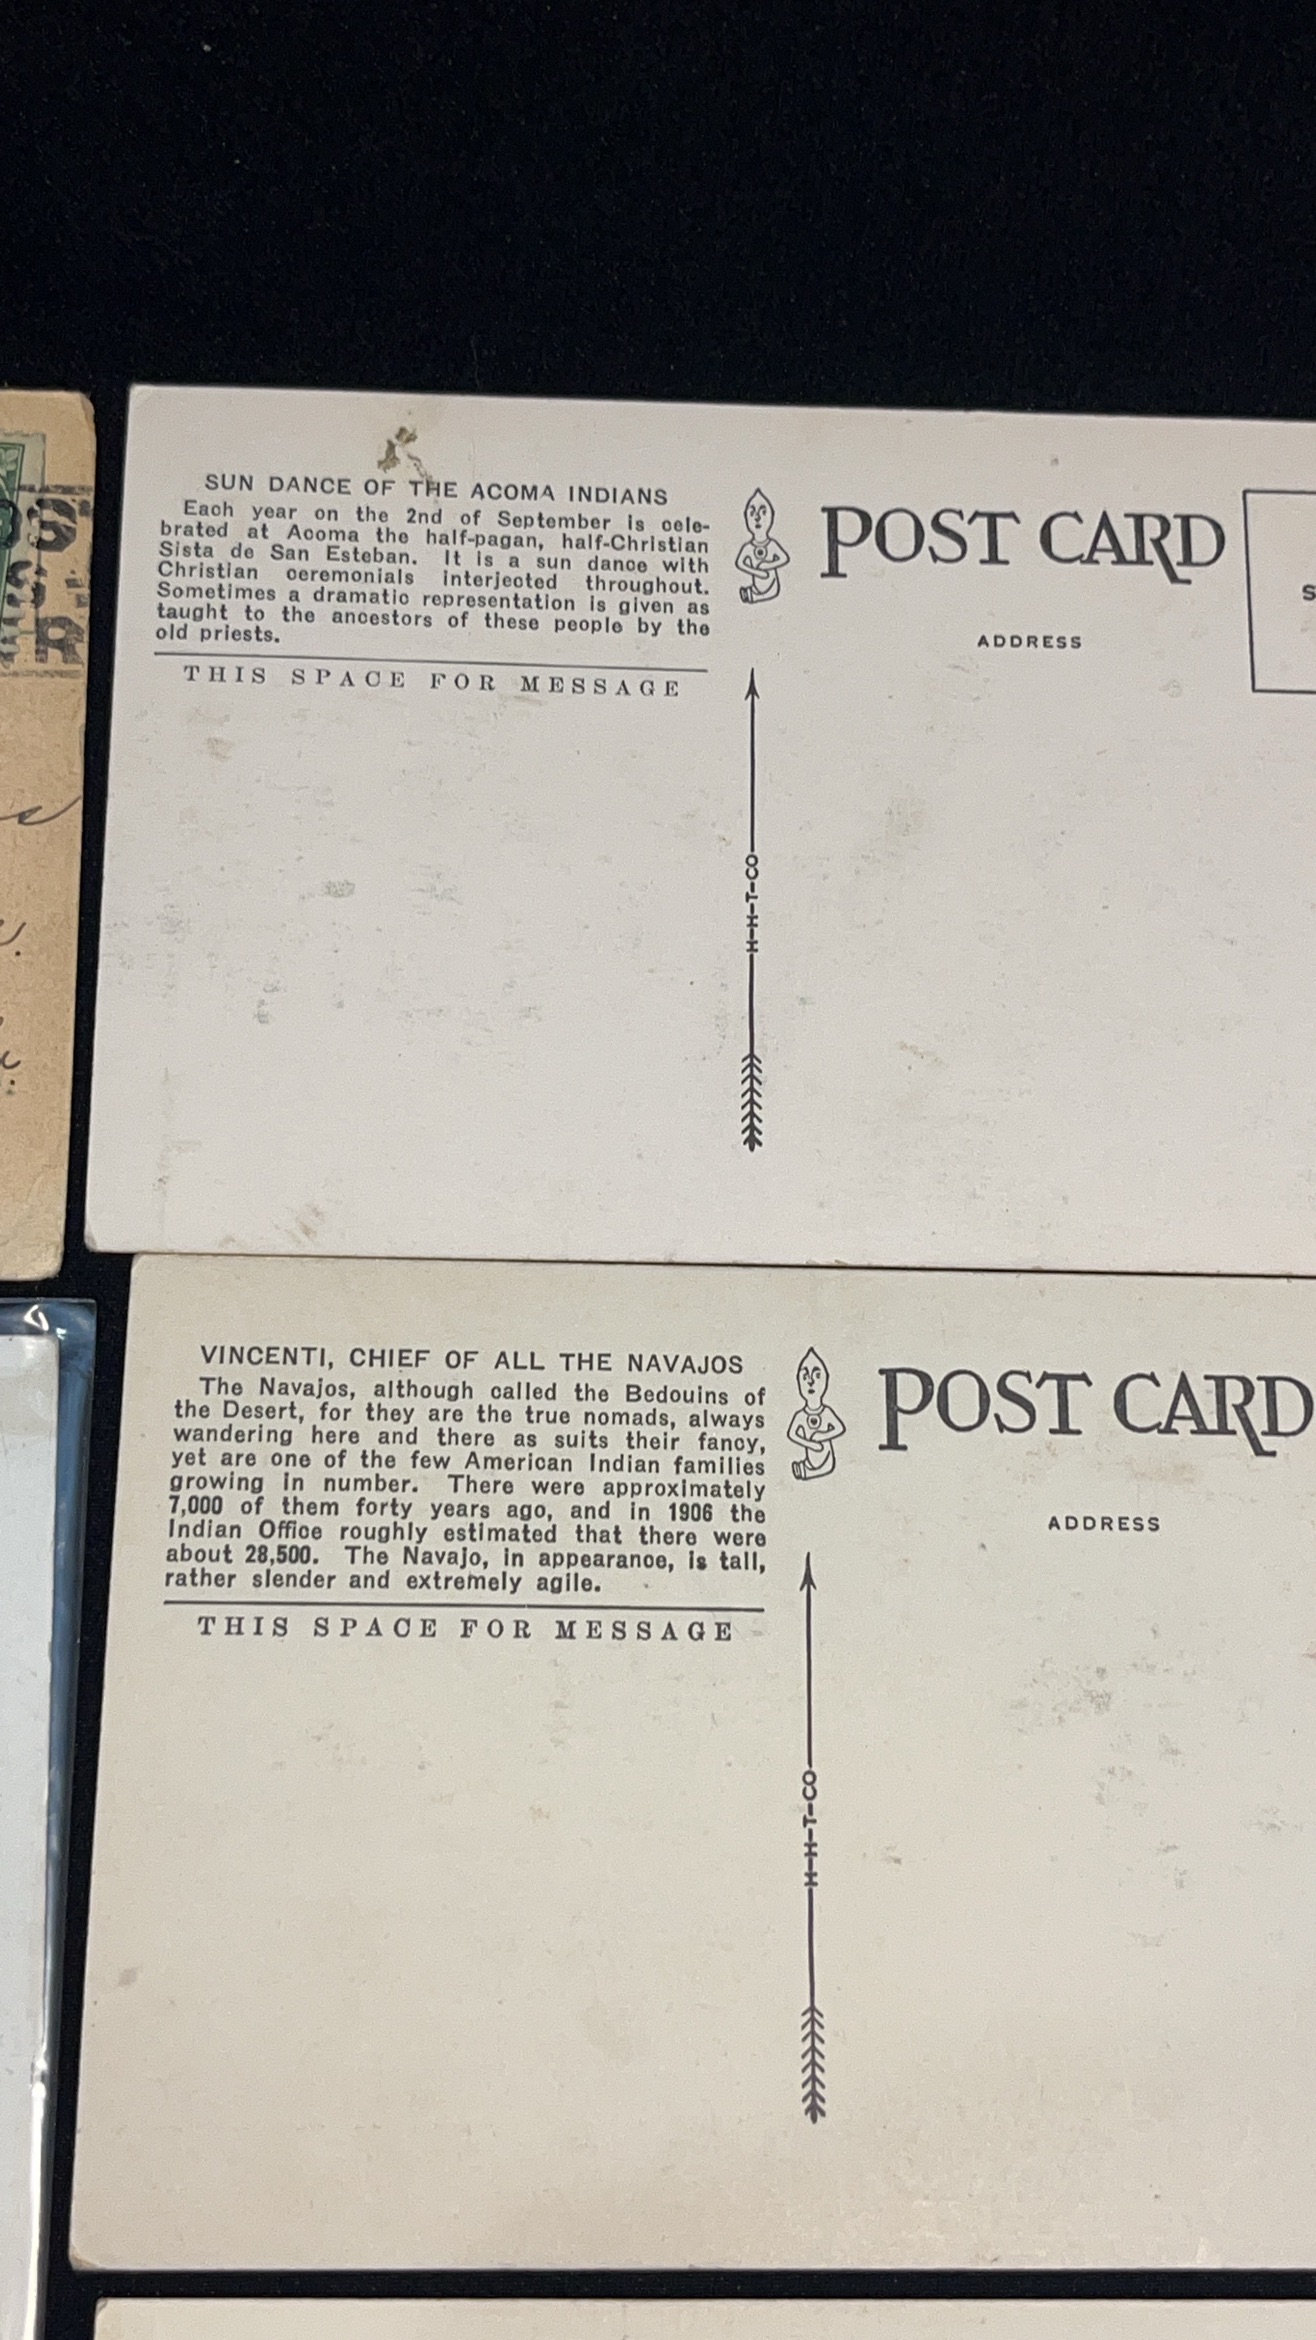 SUN DANCE OF THE ACOMA INDIANS
Each year on the 2nd of September is cele-
brated at Acoma the half-pagan, half-Christian
Sista de San Esteban. It is a sun dance with
Christian ceremonials interjected throughout.
Sometimes a dramatic representation is given as
taught to the ancestors of these people by the
old priests.
THIS SPACE FOR MESSAGE
POST CARD
ADDRESS
H-H-T-CO
VINCENTI, CHIEF OF ALL THE NAVAJOS
The Navajos, although called the Bedouins of
the Desert, for they are the true nomads, always
wandering here and there as suits their fancy,
yet are one of the few American Indian families
growing in number. There were approximately
7,000 of them forty years ago, and in 1906 the
Indian Office roughly estimated that there were
about 28,500. The Navajo, in appearance, is tall,
rather slender and extremely agile.
THIS SPACE FOR MESSAGE
POST CARD
ADDRESS
H-H-T-CO